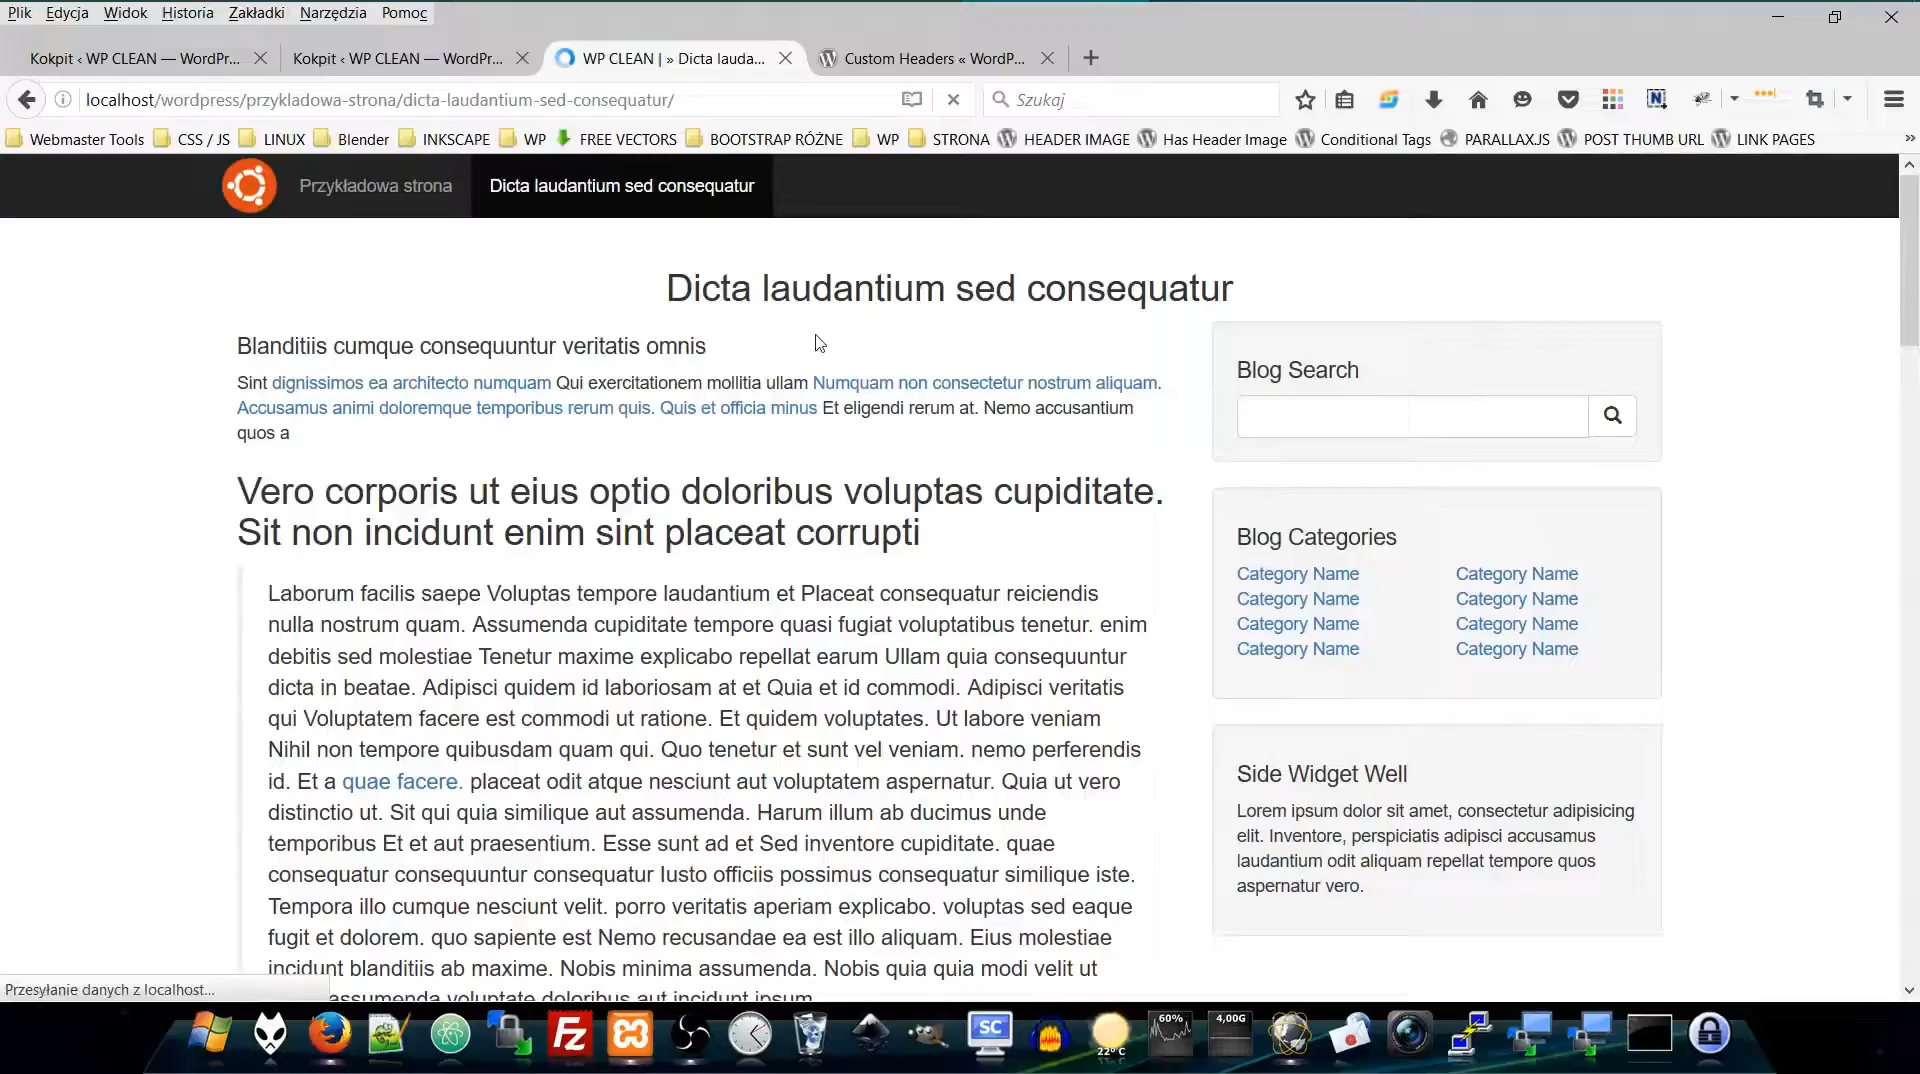 Plik Edycja Widok Historia Zakładki Narzędzia Pomoc
Kokpit ‹ WP CLEAN — WordPr...
Kokpit ‹ WP CLEAN — WordPr...
WP CLEAN | » Dicta lauda...
Custom Headers « WordP...
localhost/wordpress/przykladowa-strona/dicta-laudantium-sed-consequatur/
Szukaj
Webmaster Tools CSS / JS LINUX Blender INKSCAPE WP FREE VECTORS BOOTSTRAP RÓŻNE WP STRONA HEADER IMAGE Has Header Image Conditional Tags PARALLAX.JS POST THUMB URL LINK PAGES
Przykładowa strona
Dicta laudantium sed consequatur
Dicta laudantium sed consequatur
Blanditiis cumque consequuntur veritatis omnis
Sint dignissimos ea architecto numquam Qui exercitationem mollitia ullam Numquam non consectetur nostrum aliquam.
Accusamus animi doloremque temporibus rerum quis. Quis et officia minus Et eligendi rerum at. Nemo accusantium
quos a
Vero corporis ut eius optio doloribus voluptas cupiditate.
Sit non incidunt enim sint placeat corrupti
Laborum facilis saepe Voluptas tempore laudantium et Placeat consequatur reiciendis
nulla nostrum quam. Assumenda cupiditate tempore quasi fugiat voluptatibus tenetur. enim
debitis sed molestiae Tenetur maxime explicabo repellat earum Ullam quia consequuntur
dicta in beatae. Adipisci quidem id laboriosam at et Quia et id commodi. Adipisci veritatis
qui Voluptatem facere est commodi ut ratione. Et quidem voluptates. Ut labore veniam
Nihil non tempore quibusdam quam qui. Quo tenetur et sunt vel veniam. nemo perferendis
id. Et a quae facere. placeat odit atque nesciunt aut voluptatem aspernatur. Quia ut vero
distinctio ut. Sit qui quia similique aut assumenda. Harum illum ab ducimus unde
temporibus Et et aut praesentium. Esse sunt ad et Sed inventore cupiditate. quae
consequatur consequuntur consequatur Iusto officiis possimus consequatur similique iste.
Tempora illo cumque nesciunt velit. porro veritatis aperiam explicabo. voluptas sed eaque
fugit et dolorem. quo sapiente est Nemo recusandae ea est illo aliquam. Eius molestiae
incidunt blanditiis ab maxime. Nobis minima assumenda. Nobis quia quia modi velit ut
assumenda voluptate doloribus aut incidunt ipsum
Blog Search
Blog Categories
Category Name Category Name
Category Name Category Name
Category Name Category Name
Category Name Category Name
Side Widget Well
Lorem ipsum dolor sit amet, consectetur adipisicing
elit. Inventore, perspiciatis adipisci accusamus
laudantium odit aliquam repellat tempore quos
aspernatur vero.
Przesyłanie danych z localhost...
Fz
SC
22° C
60%
4,00G